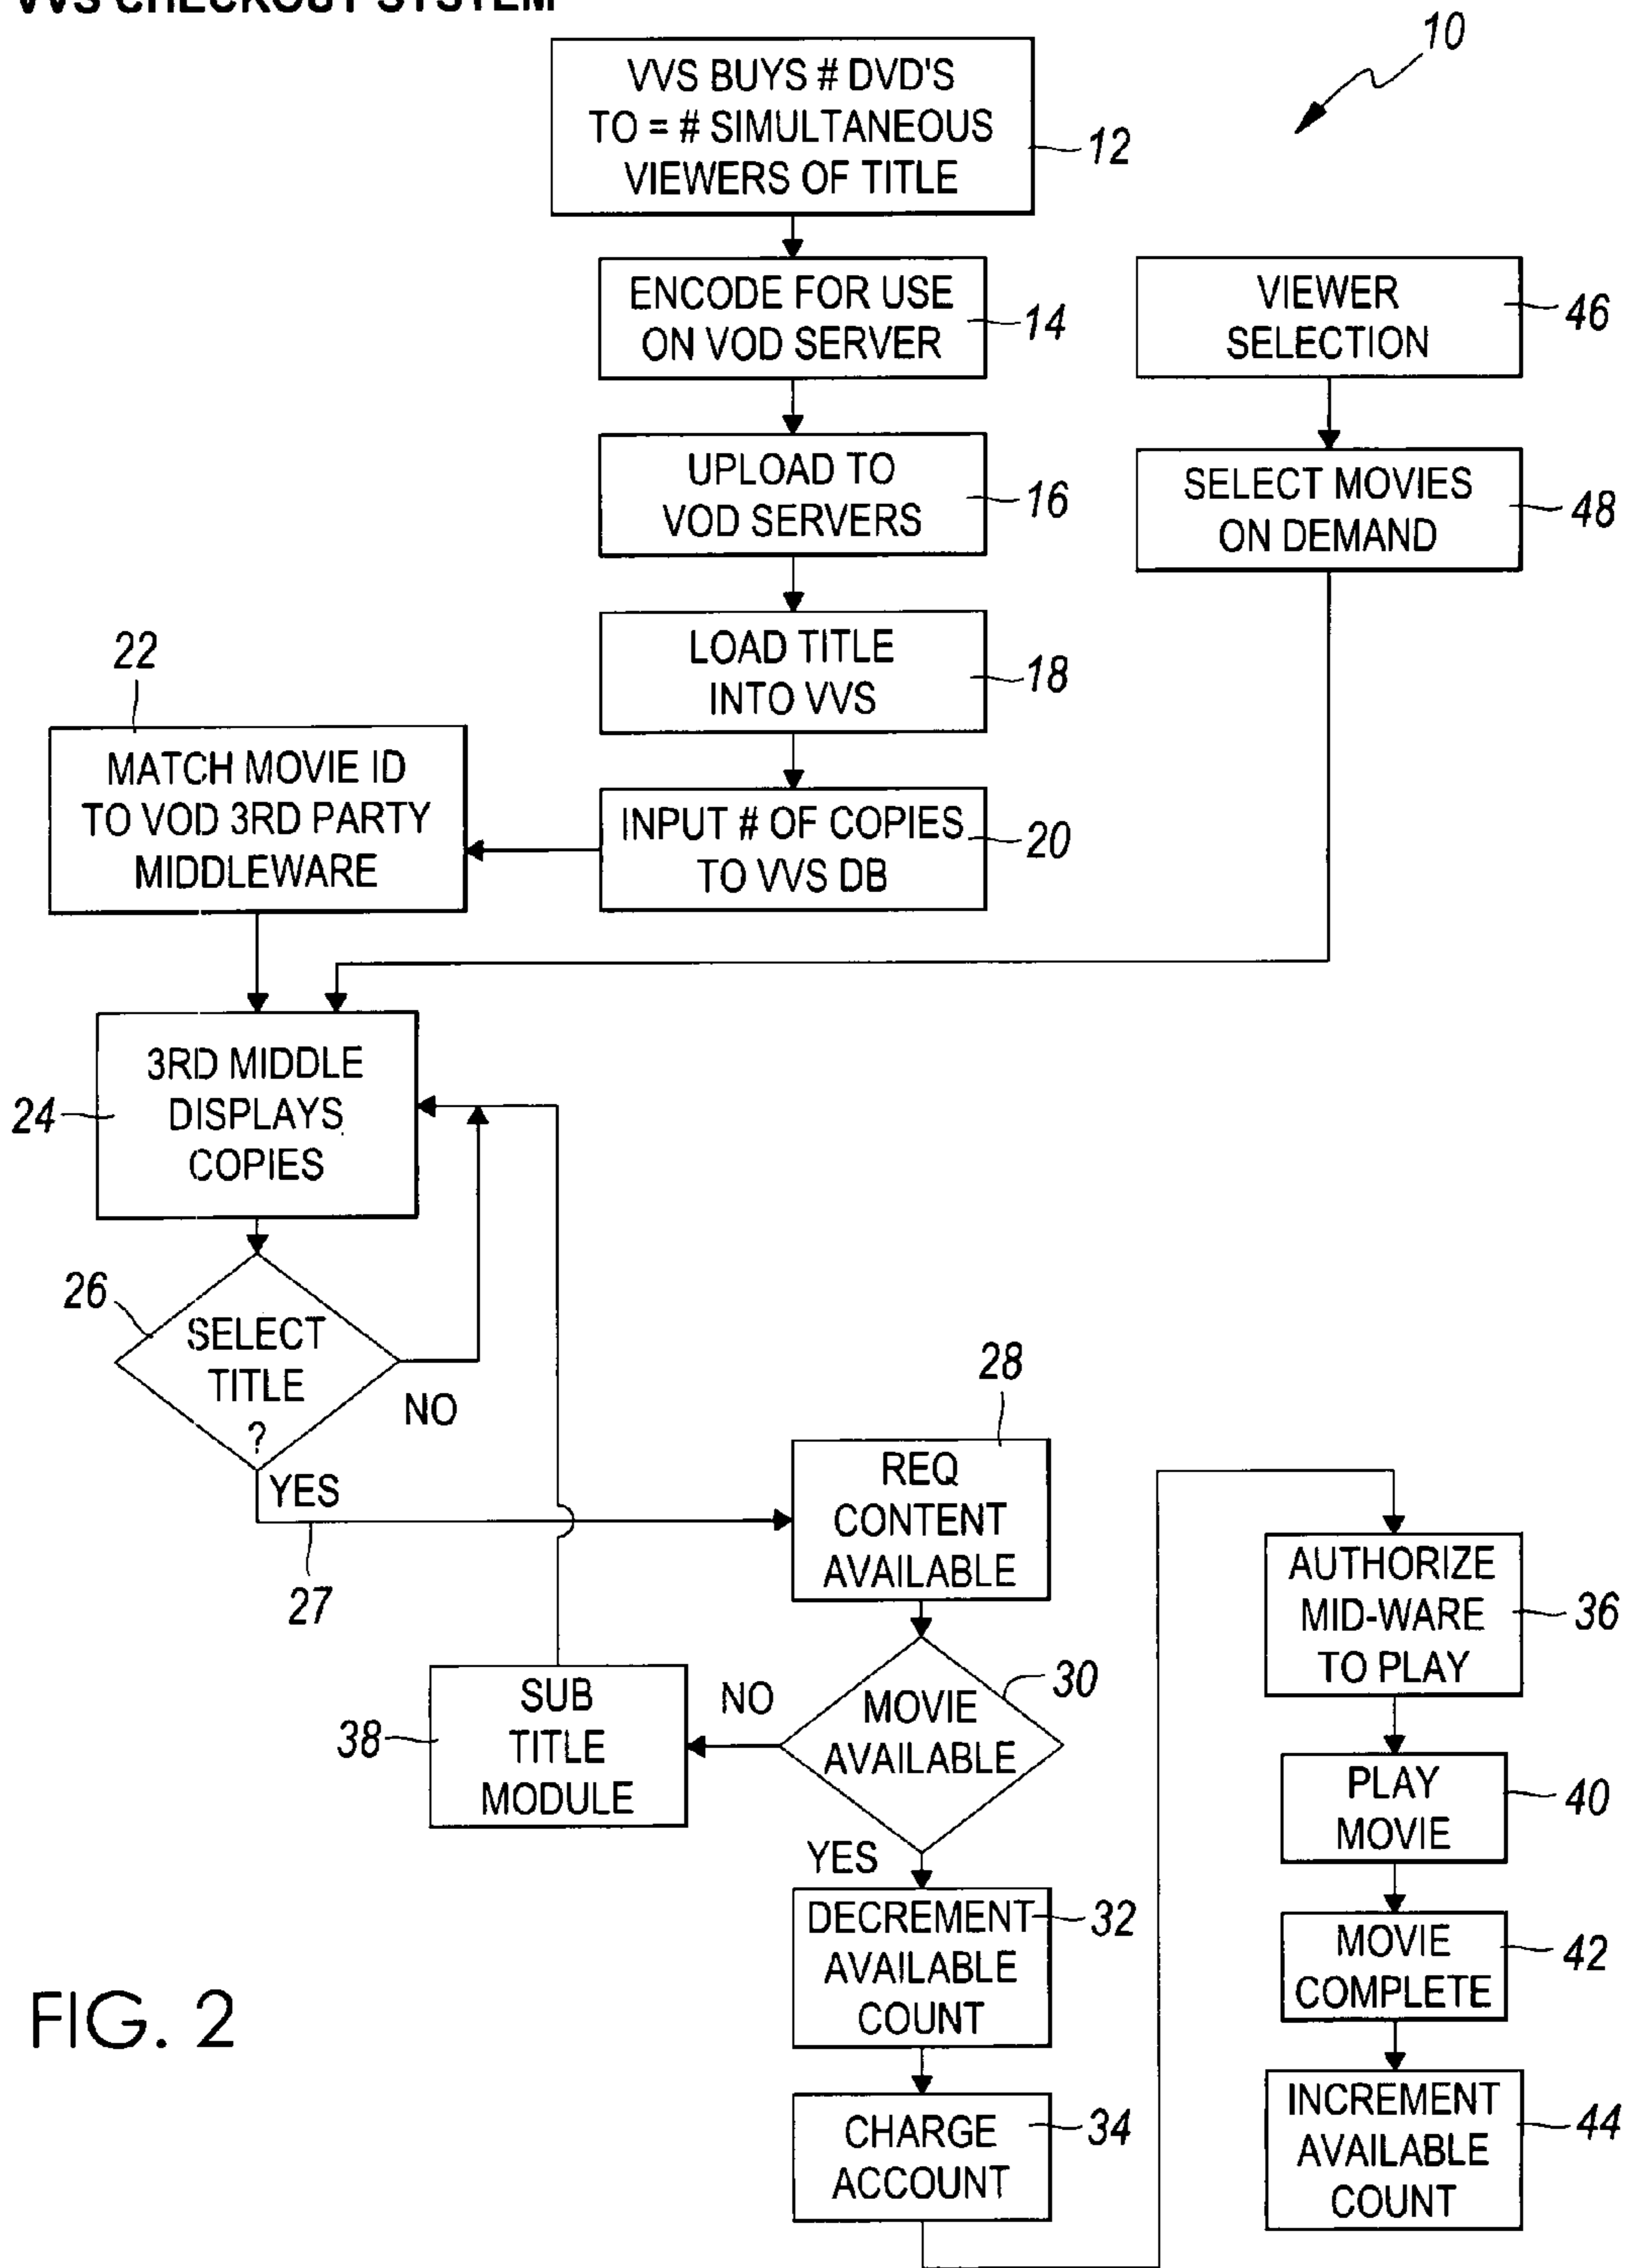 VVS CHECKOUT SYSTEM
10
VVS BUYS # DVD'S
TO = # SIMULTANEOUS
VIEWERS OF TITLE
12
ENCODE FOR USE
ON VOD SERVER
14
VIEWER
SELECTION
46
UPLOAD TO
VOD SERVERS
16
SELECT MOVIES
ON DEMAND
48
LOAD TITLE
INTO VVS
18
22
MATCH MOVIE ID
TO VOD 3RD PARTY
MIDDLEWARE
INPUT # OF COPIES
TO VVS DB
20
3RD MIDDLE
DISPLAYS
COPIES
24
26
SELECT
TITLE
?
NO
YES
27
28
REQ
CONTENT
AVAILABLE
30
MOVIE
AVAILABLE
NO
SUB
TITLE
MODULE
38
YES
DECREMENT
AVAILABLE
COUNT
32
CHARGE
ACCOUNT
34
AUTHORIZE
MID-WARE
TO PLAY
36
PLAY
MOVIE
40
MOVIE
COMPLETE
42
INCREMENT
AVAILABLE
COUNT
44
FIG. 2